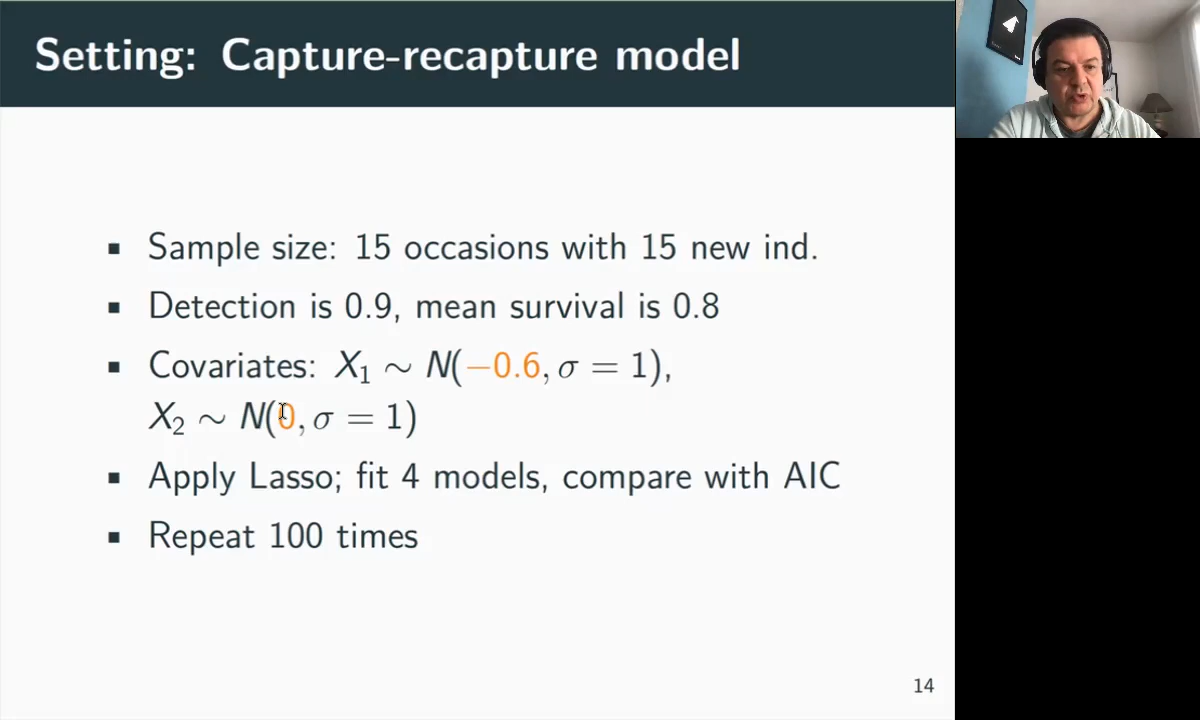 Setting: Capture-recapture model
▪ Sample size: 15 occasions with 15 new ind.
▪ Detection is 0.9, mean survival is 0.8
▪ Covariates: X₁ ∼ N(−0.6, σ = 1),
X₂ ∼ N(0, σ = 1)
▪ Apply Lasso; fit 4 models, compare with AIC
▪ Repeat 100 times
14